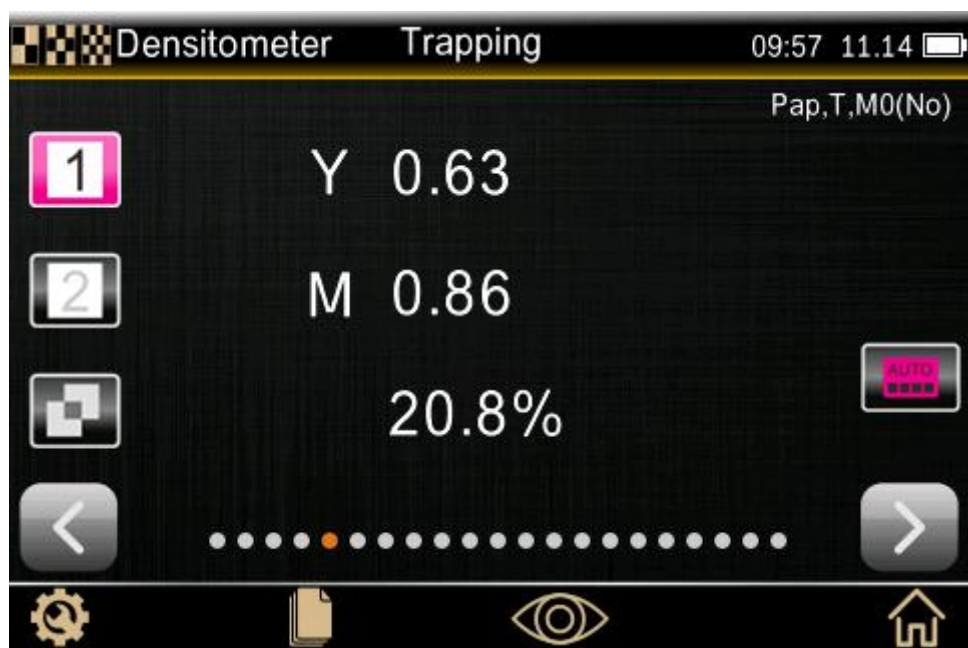 Densitometer Trapping 09:57 11.14
Pap,T,M0(No)
1 Y 0.63
2 M 0.86
AUTO
20.8%